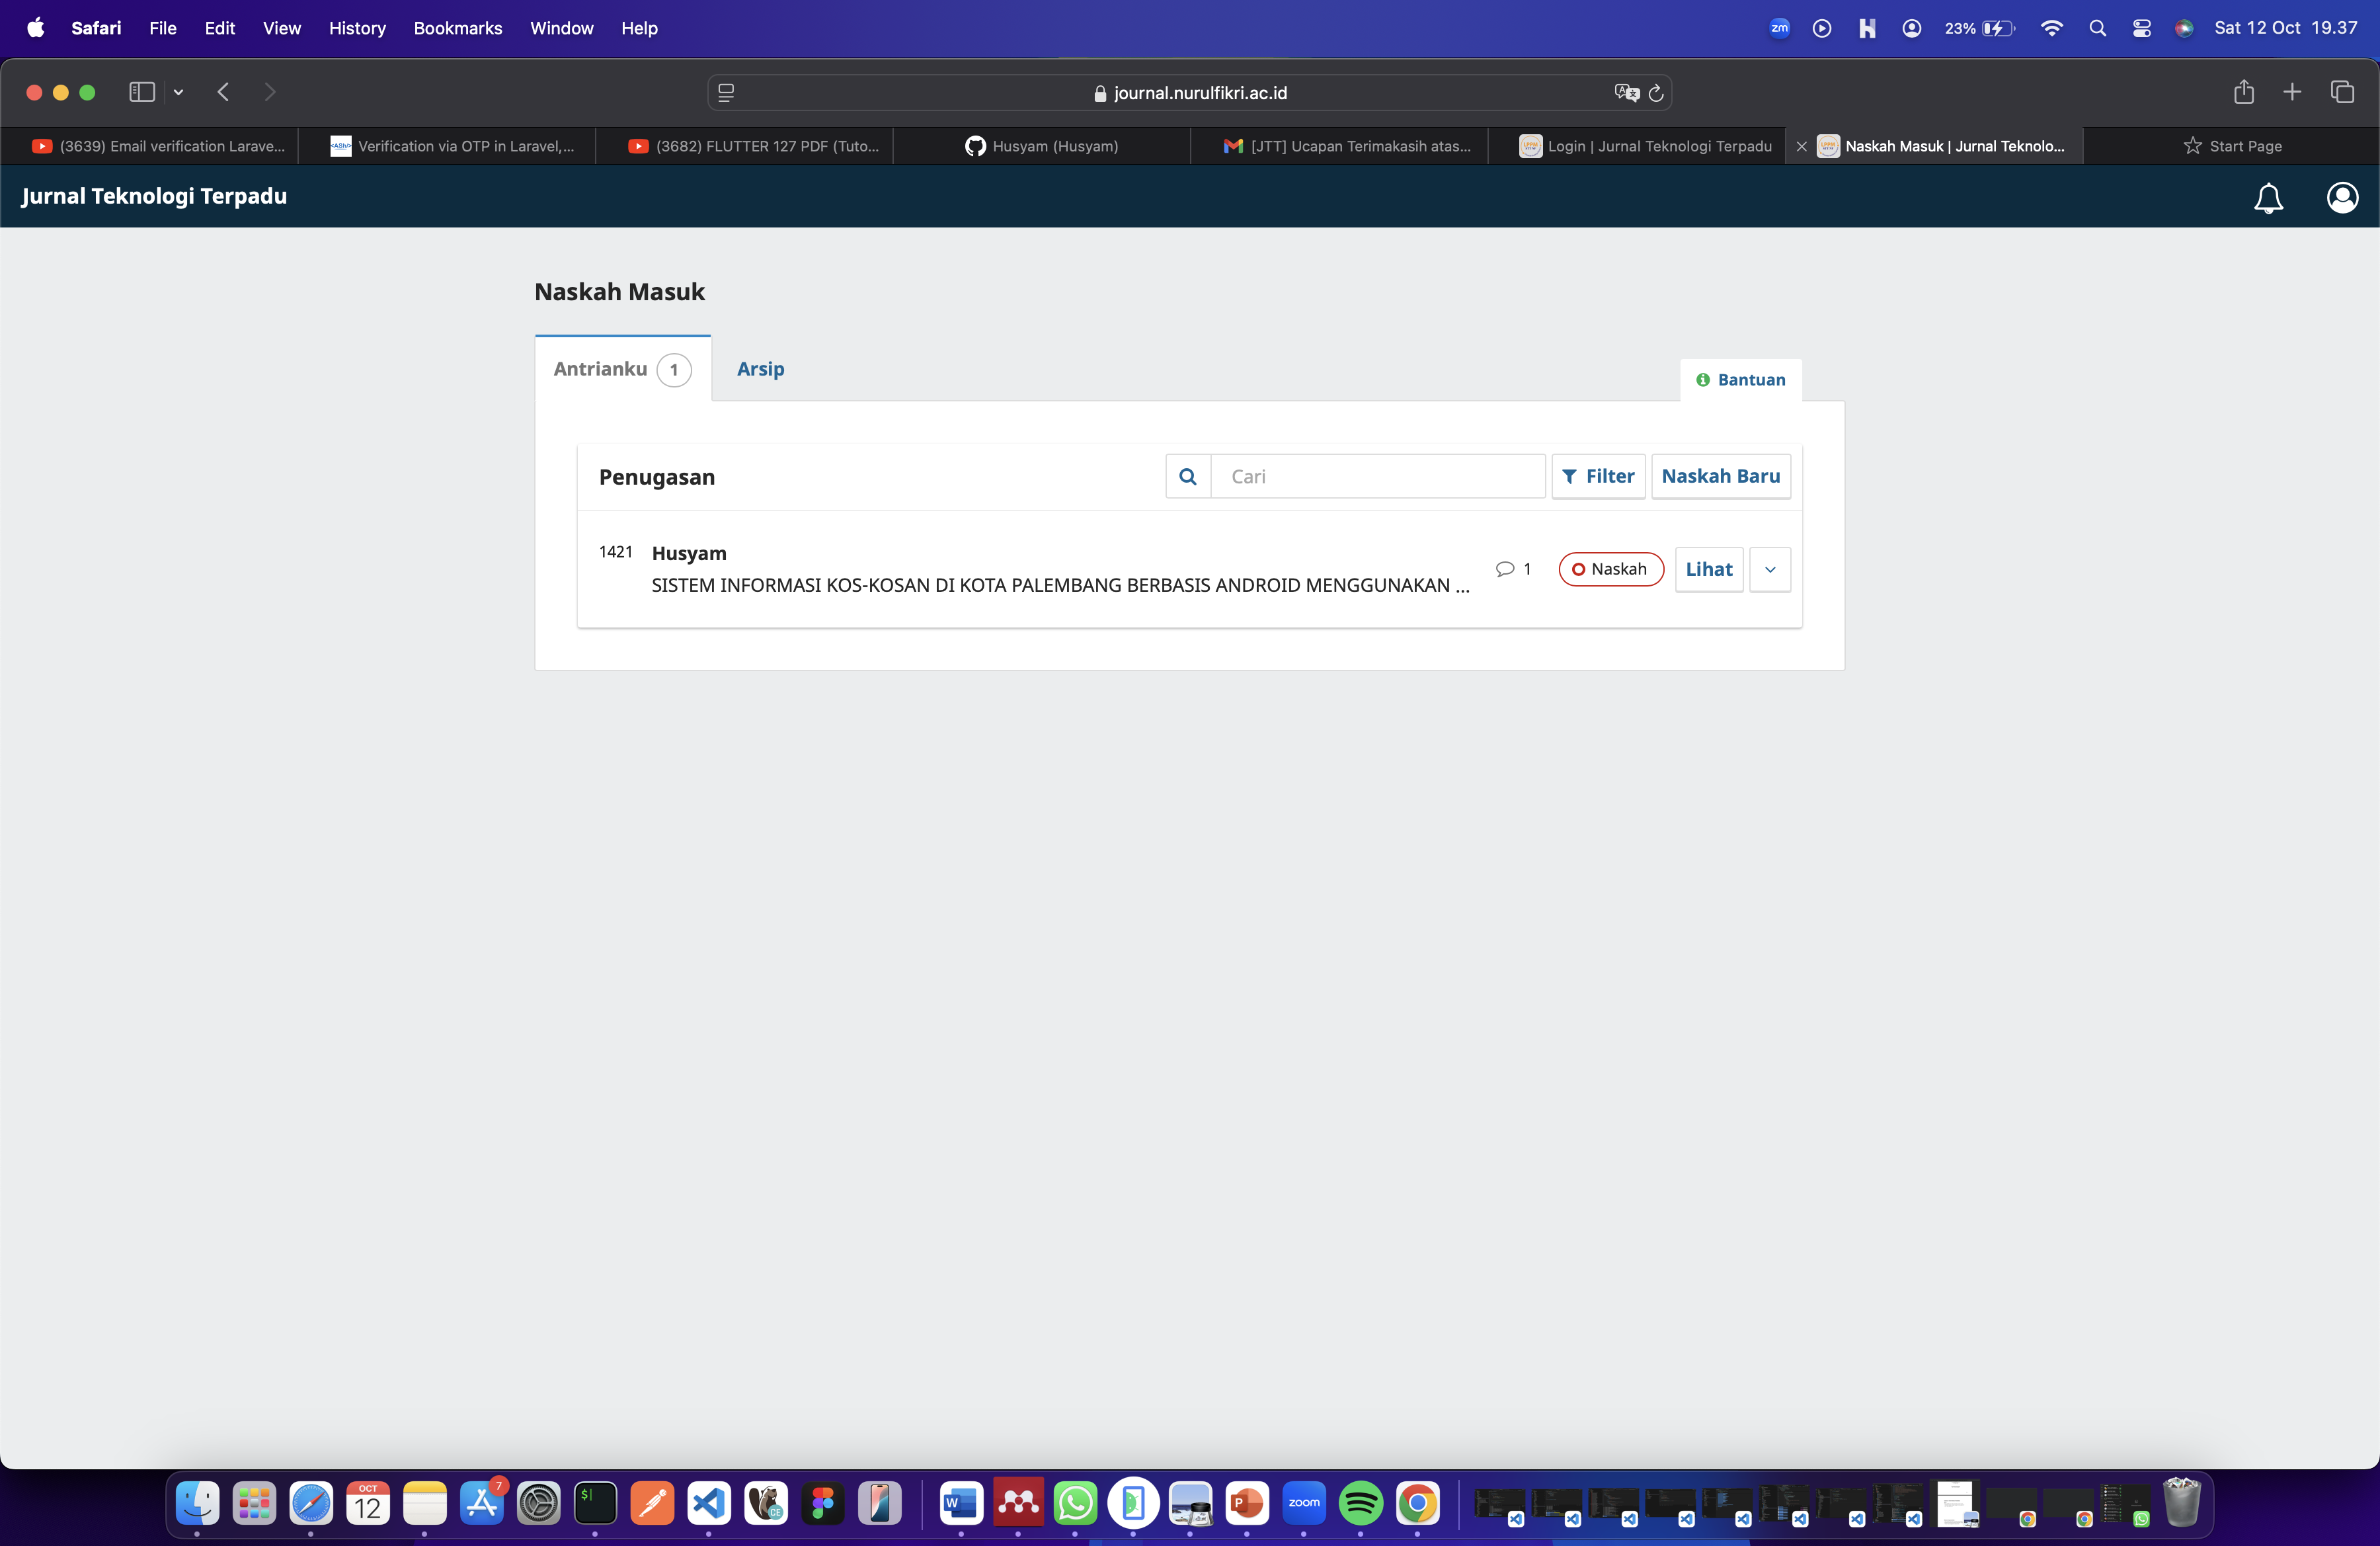 Safari File Edit View History Bookmarks Window Help zm 23% Sat 12 Oct 19.37
journal.nurulfikri.ac.id
(3639) Email verification Larave... Verification via OTP in Laravel,... (3682) FLUTTER 127 PDF (Tuto... Husyam (Husyam) [JTT] Ucapan Terimakasih atas... Login | Jurnal Teknologi Terpadu Naskah Masuk | Jurnal Teknolo... Start Page
Jurnal Teknologi Terpadu
Naskah Masuk
Antrianku 1 Arsip
Bantuan
Penugasan Cari Filter Naskah Baru
1421 Husyam
SISTEM INFORMASI KOS-KOSAN DI KOTA PALEMBANG BERBASIS ANDROID MENGGUNAKAN ...
1 Naskah Lihat
OCT 12 7 $ CE W P zoom